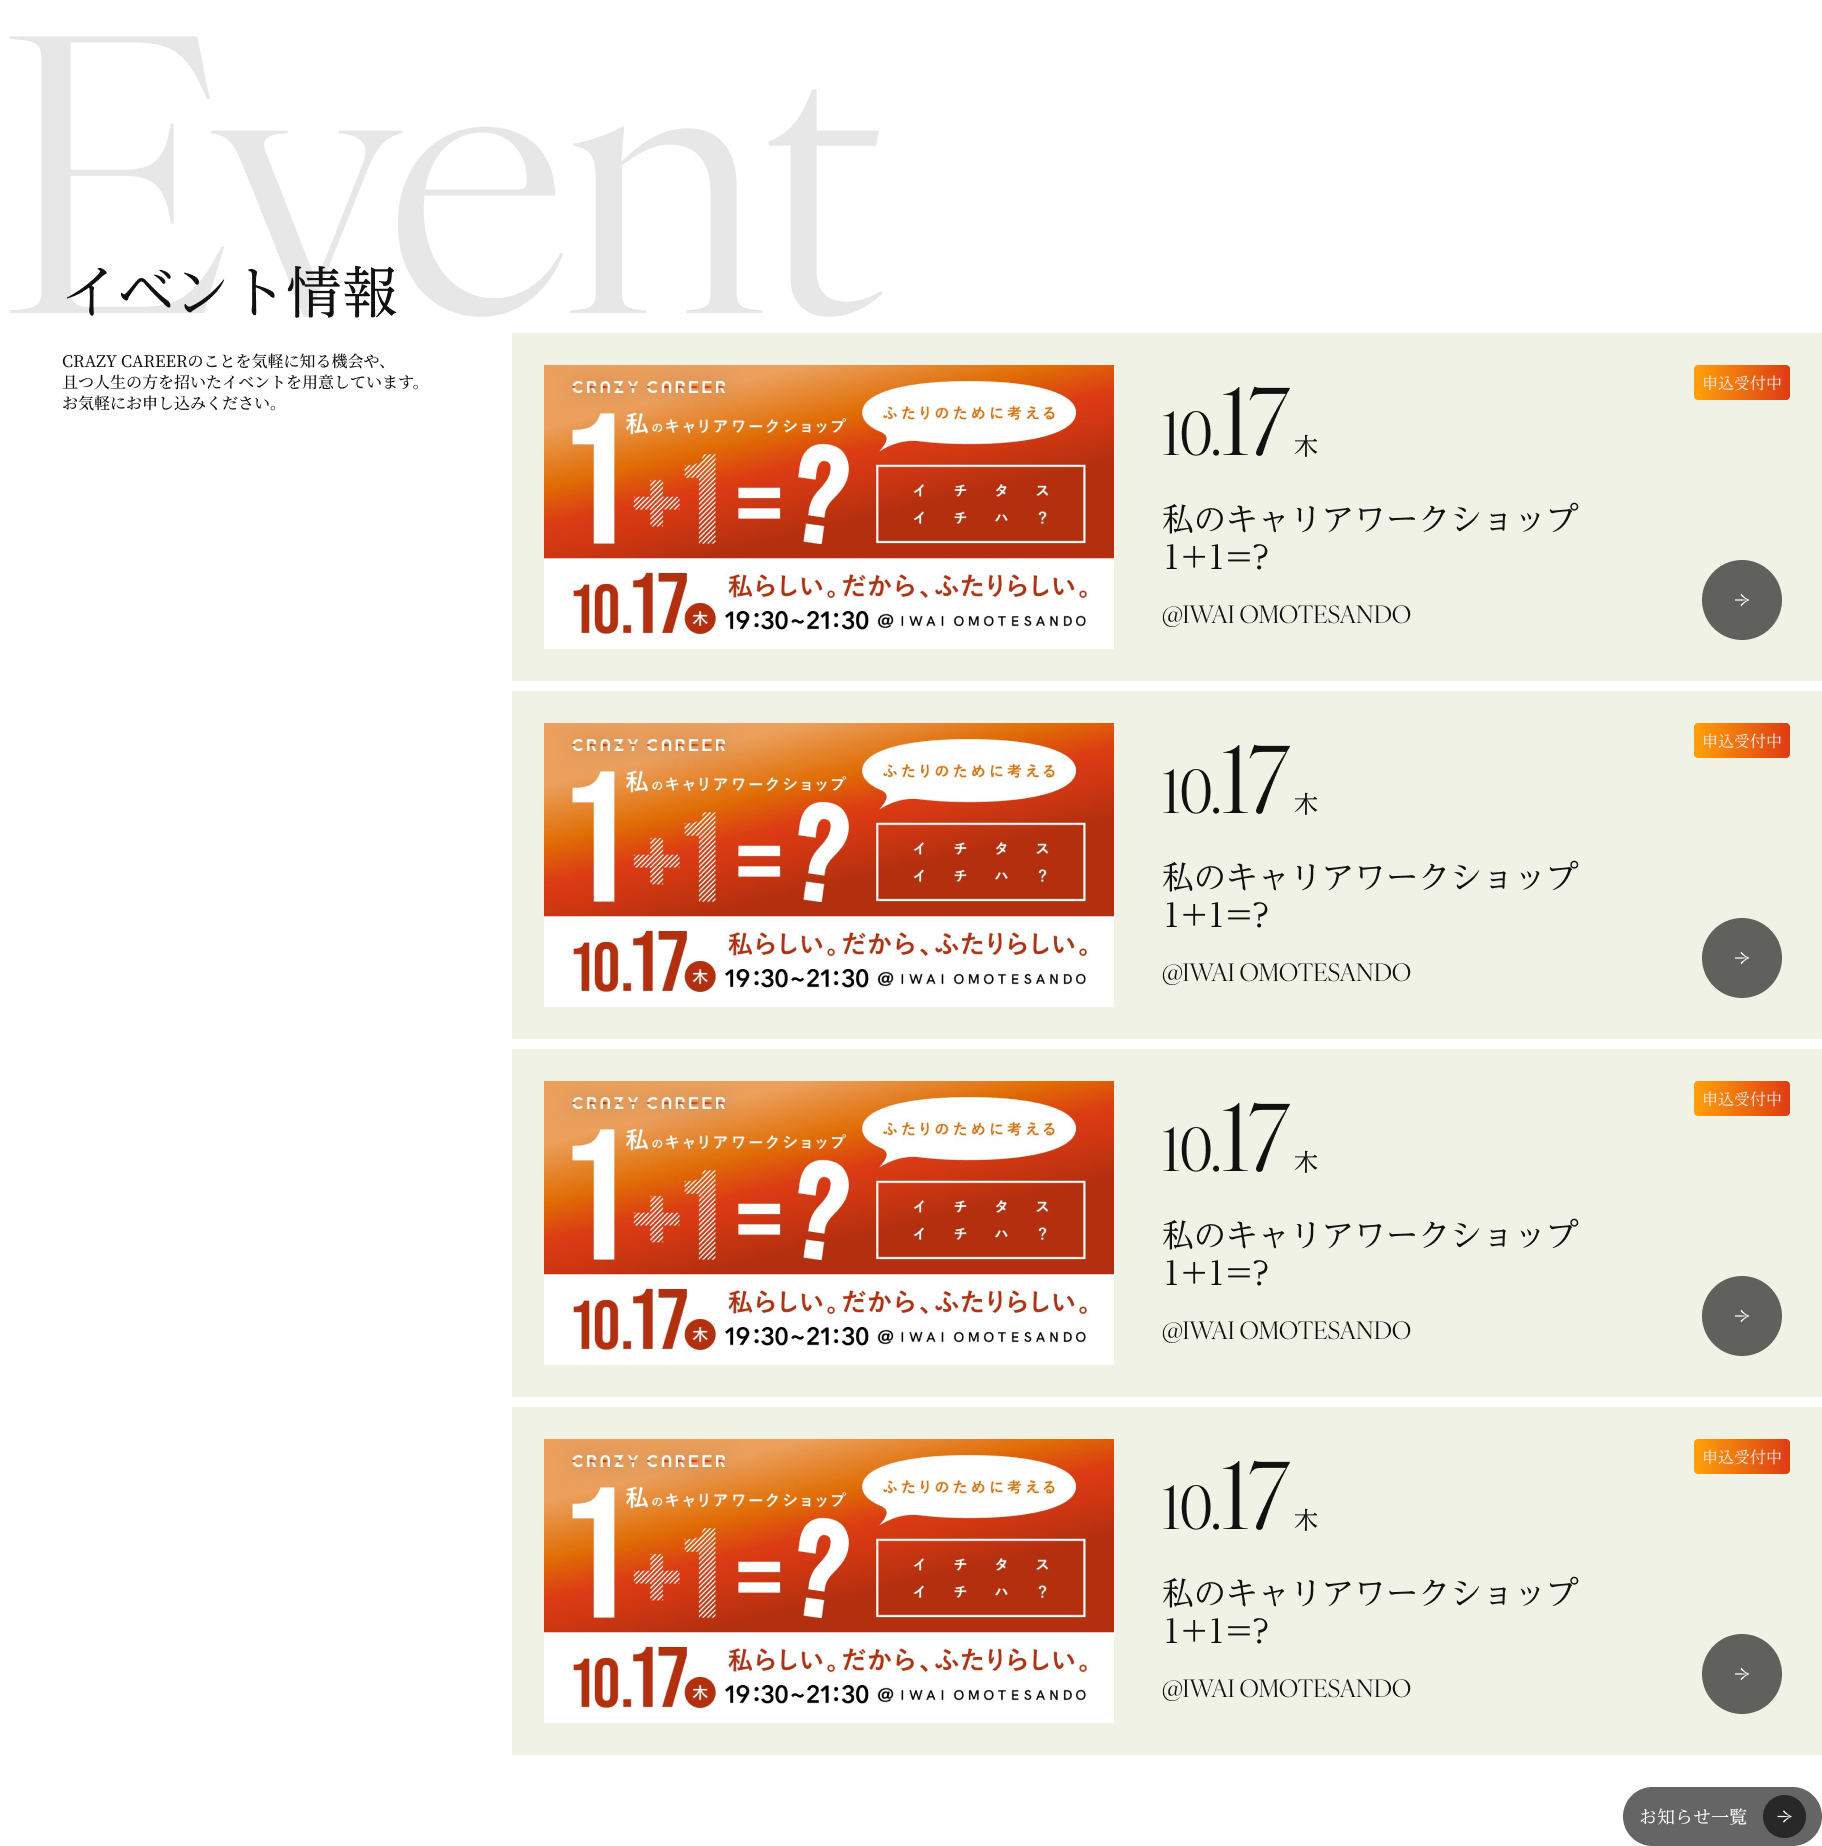 Event
イベント情報
CRAZY CAREERのことを気軽に知る機会や、
且つ人生の方を招いたイベントを用意しています。
お気軽にお申し込みください。
CRAZY CAREER
私のキャリアワークショップ
1+1=?
ふたりのために考える
イチタス
イチハ?
10.17木
私らしい。だから、ふたりらしい。
19:30~21:30 @ IWAI OMOTESANDO
10.17 木
申込受付中
私のキャリアワークショップ
1+1=?
@IWAI OMOTESANDO
CRAZY CAREER
私のキャリアワークショップ
1+1=?
ふたりのために考える
イチタス
イチハ?
10.17木
私らしい。だから、ふたりらしい。
19:30~21:30 @ IWAI OMOTESANDO
10.17 木
申込受付中
私のキャリアワークショップ
1+1=?
@IWAI OMOTESANDO
CRAZY CAREER
私のキャリアワークショップ
1+1=?
ふたりのために考える
イチタス
イチハ?
10.17木
私らしい。だから、ふたりらしい。
19:30~21:30 @ IWAI OMOTESANDO
10.17 木
申込受付中
私のキャリアワークショップ
1+1=?
@IWAI OMOTESANDO
CRAZY CAREER
私のキャリアワークショップ
1+1=?
ふたりのために考える
イチタス
イチハ?
10.17木
私らしい。だから、ふたりらしい。
19:30~21:30 @ IWAI OMOTESANDO
10.17 木
申込受付中
私のキャリアワークショップ
1+1=?
@IWAI OMOTESANDO
お知らせ一覧